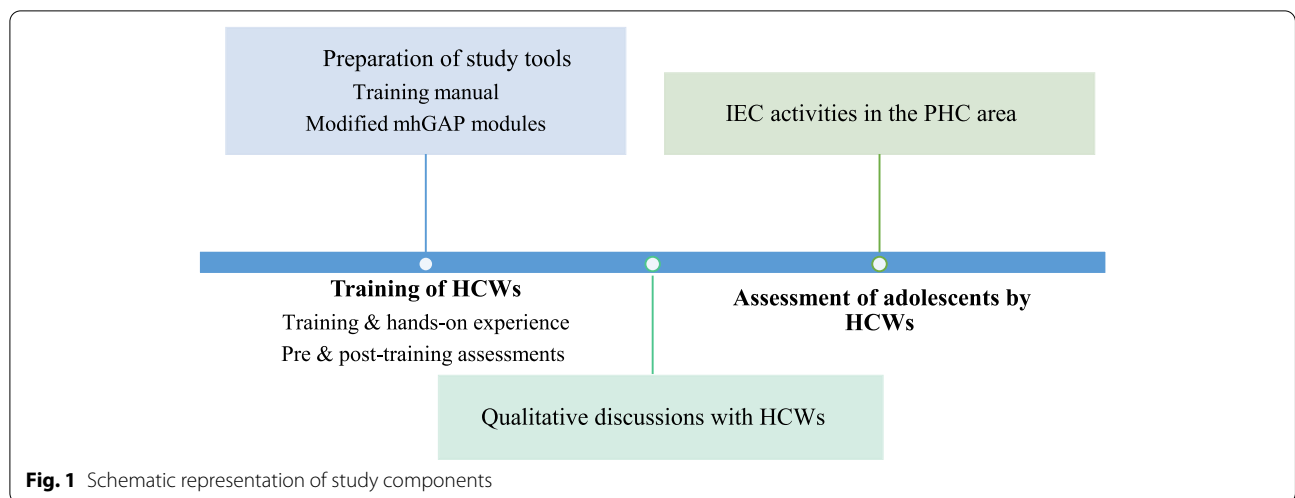 Preparation of study tools
Training manual
Modified mhGAP modules
IEC activities in the PHC area
Training of HCWs
Training & hands-on experience
Pre & post-training assessments
Assessment of adolescents by
HCWs
Qualitative discussions with HCWs
Fig. 1 Schematic representation of study components